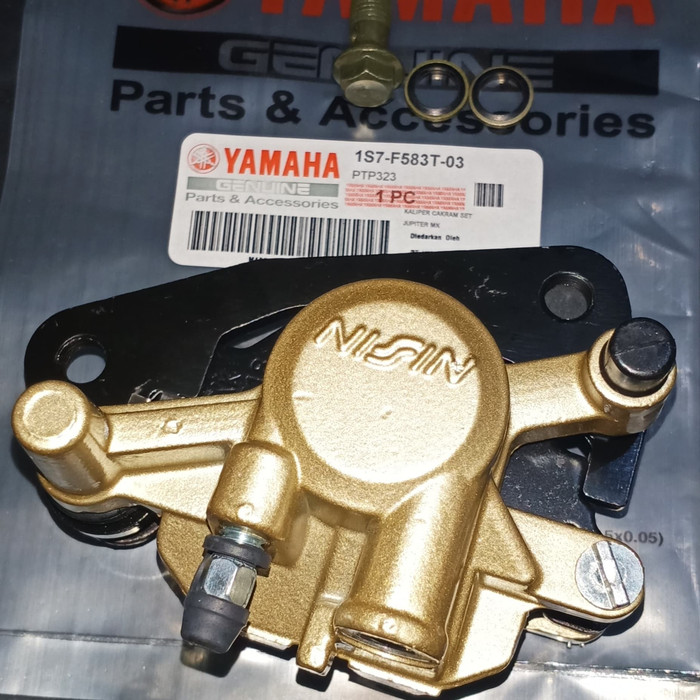 YAMAHA
GENUINE
Parts & Accessories
YAMAHA 1S7-F583T-03
GENUINE PTP323
Parts & Accessories 1 PC
KALIPER CAKRAM SET
JUPITER MX
Diedarkan Oleh
NISSIN
5x0.05)